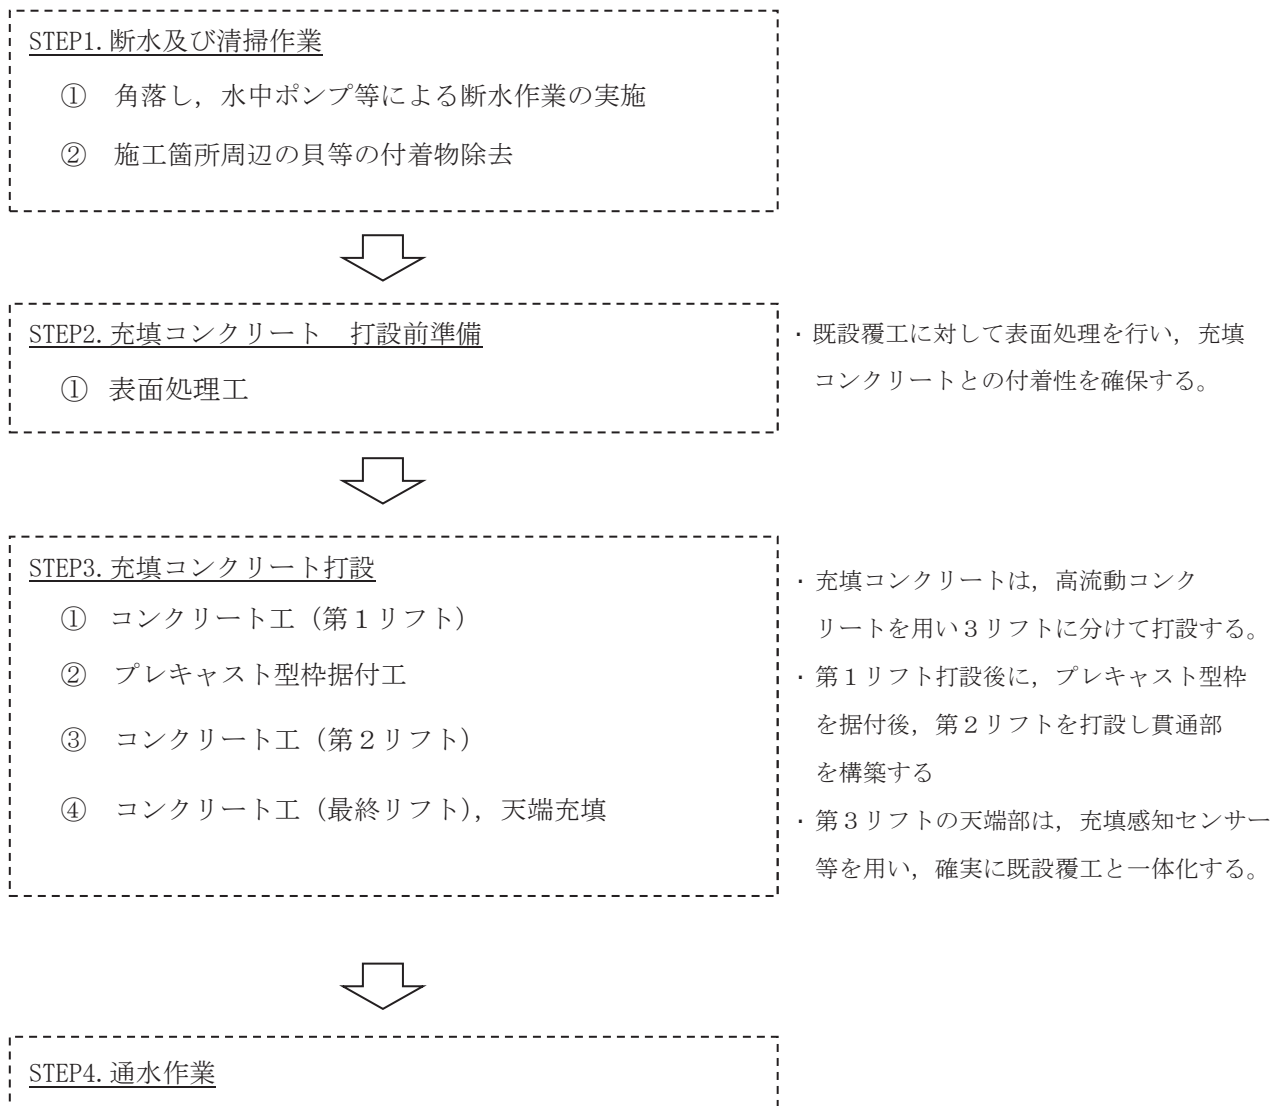 STEP1.断水及び清掃作業
① 角落し，水中ポンプ等による断水作業の実施
② 施工箇所周辺の貝等の付着物除去
STEP2.充填コンクリート　打設前準備
① 表面処理工
・既設覆工に対して表面処理を行い，充填
コンクリートとの付着性を確保する。
STEP3.充填コンクリート打設
① コンクリート工（第１リフト）
② プレキャスト型枠据付工
③ コンクリート工（第２リフト）
④ コンクリート工（最終リフト），天端充填
・充填コンクリートは，高流動コンク
リートを用い３リフトに分けて打設する。
・第１リフト打設後に，プレキャスト型枠
を据付後，第２リフトを打設し貫通部
を構築する
・第３リフトの天端部は，充填感知センサー
等を用い，確実に既設覆工と一体化する。
STEP4.通水作業